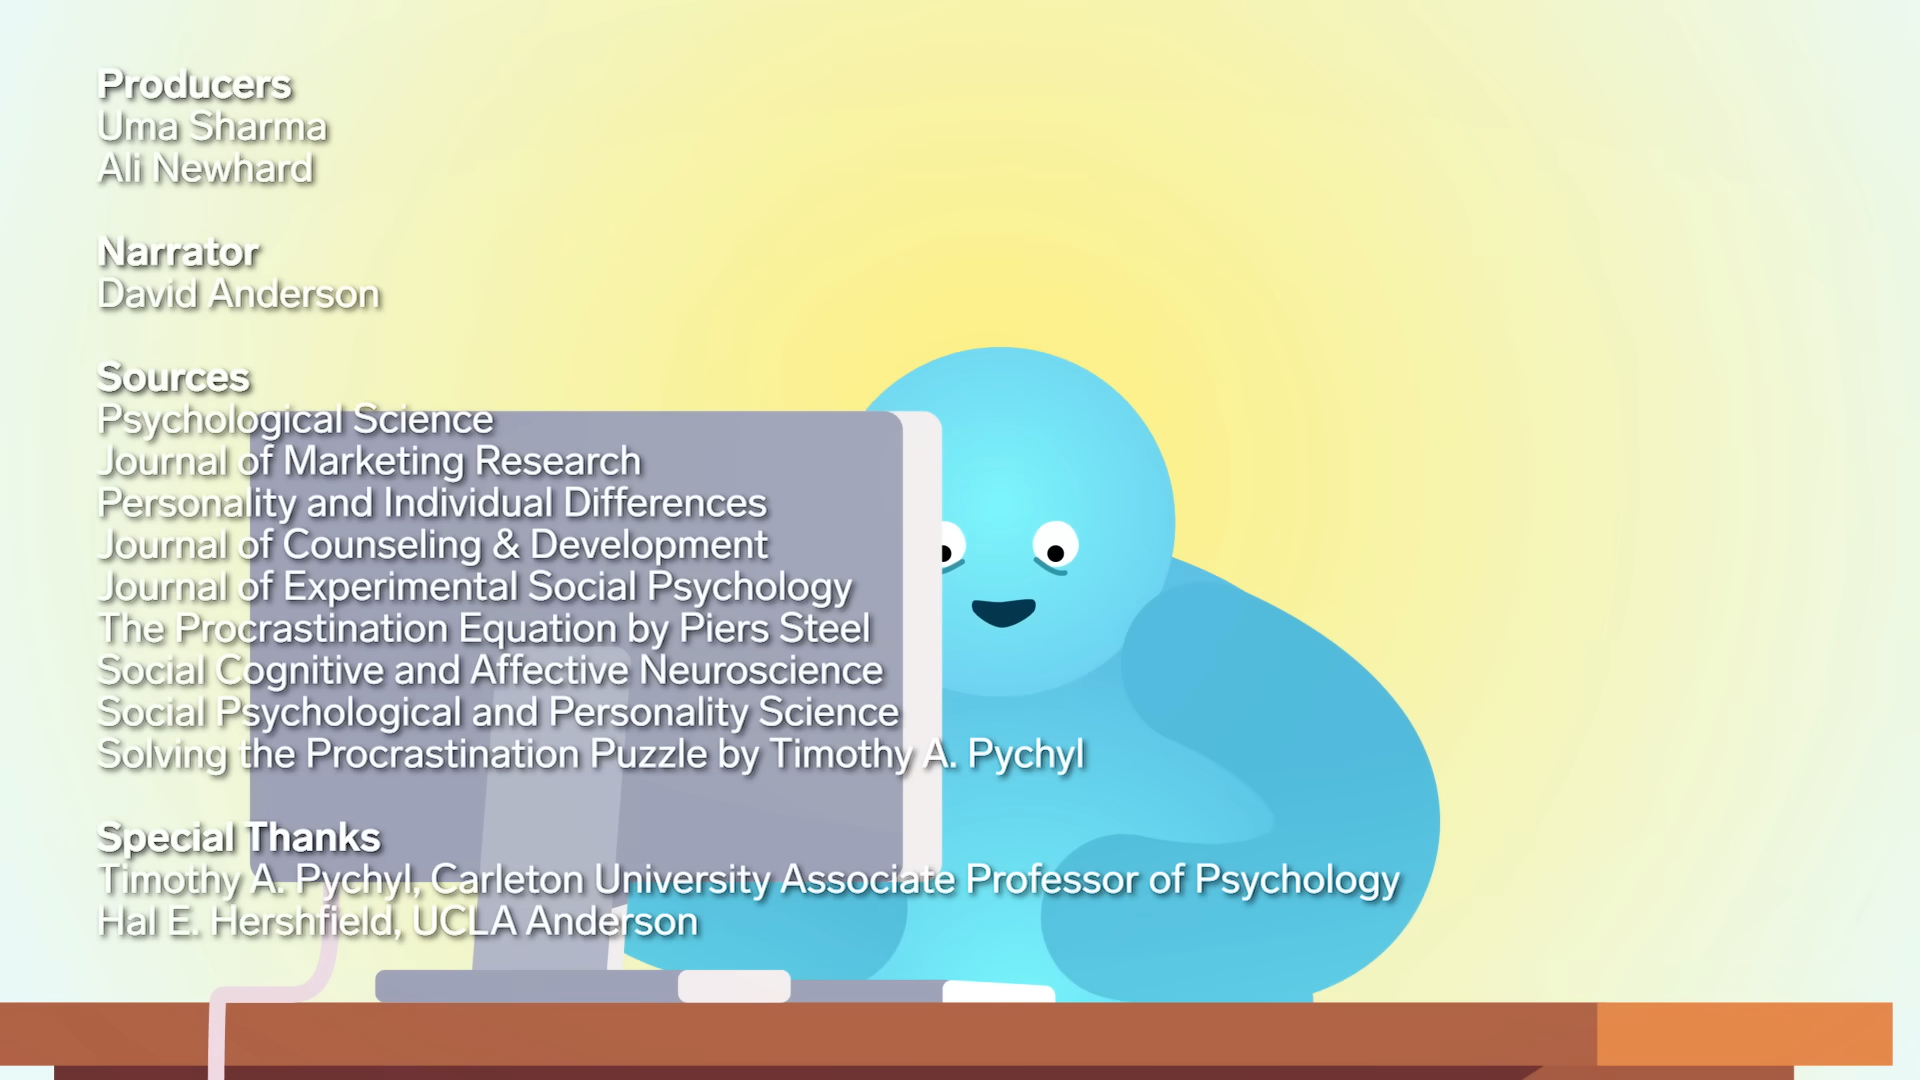 Producers
Uma Sharma
Ali Newhard
Narrator
David Anderson
Sources
Psychological Science
Journal of Marketing Research
Personality and Individual Differences
Journal of Counseling & Development
Journal of Experimental Social Psychology
The Procrastination Equation by Piers Steel
Social Cognitive and Affective Neuroscience
Social Psychological and Personality Science
Solving the Procrastination Puzzle by Timothy A. Pychyl
Special Thanks
Timothy A. Pychyl, Carleton University Associate Professor of Psychology
Hal E. Hershfield, UCLA Anderson